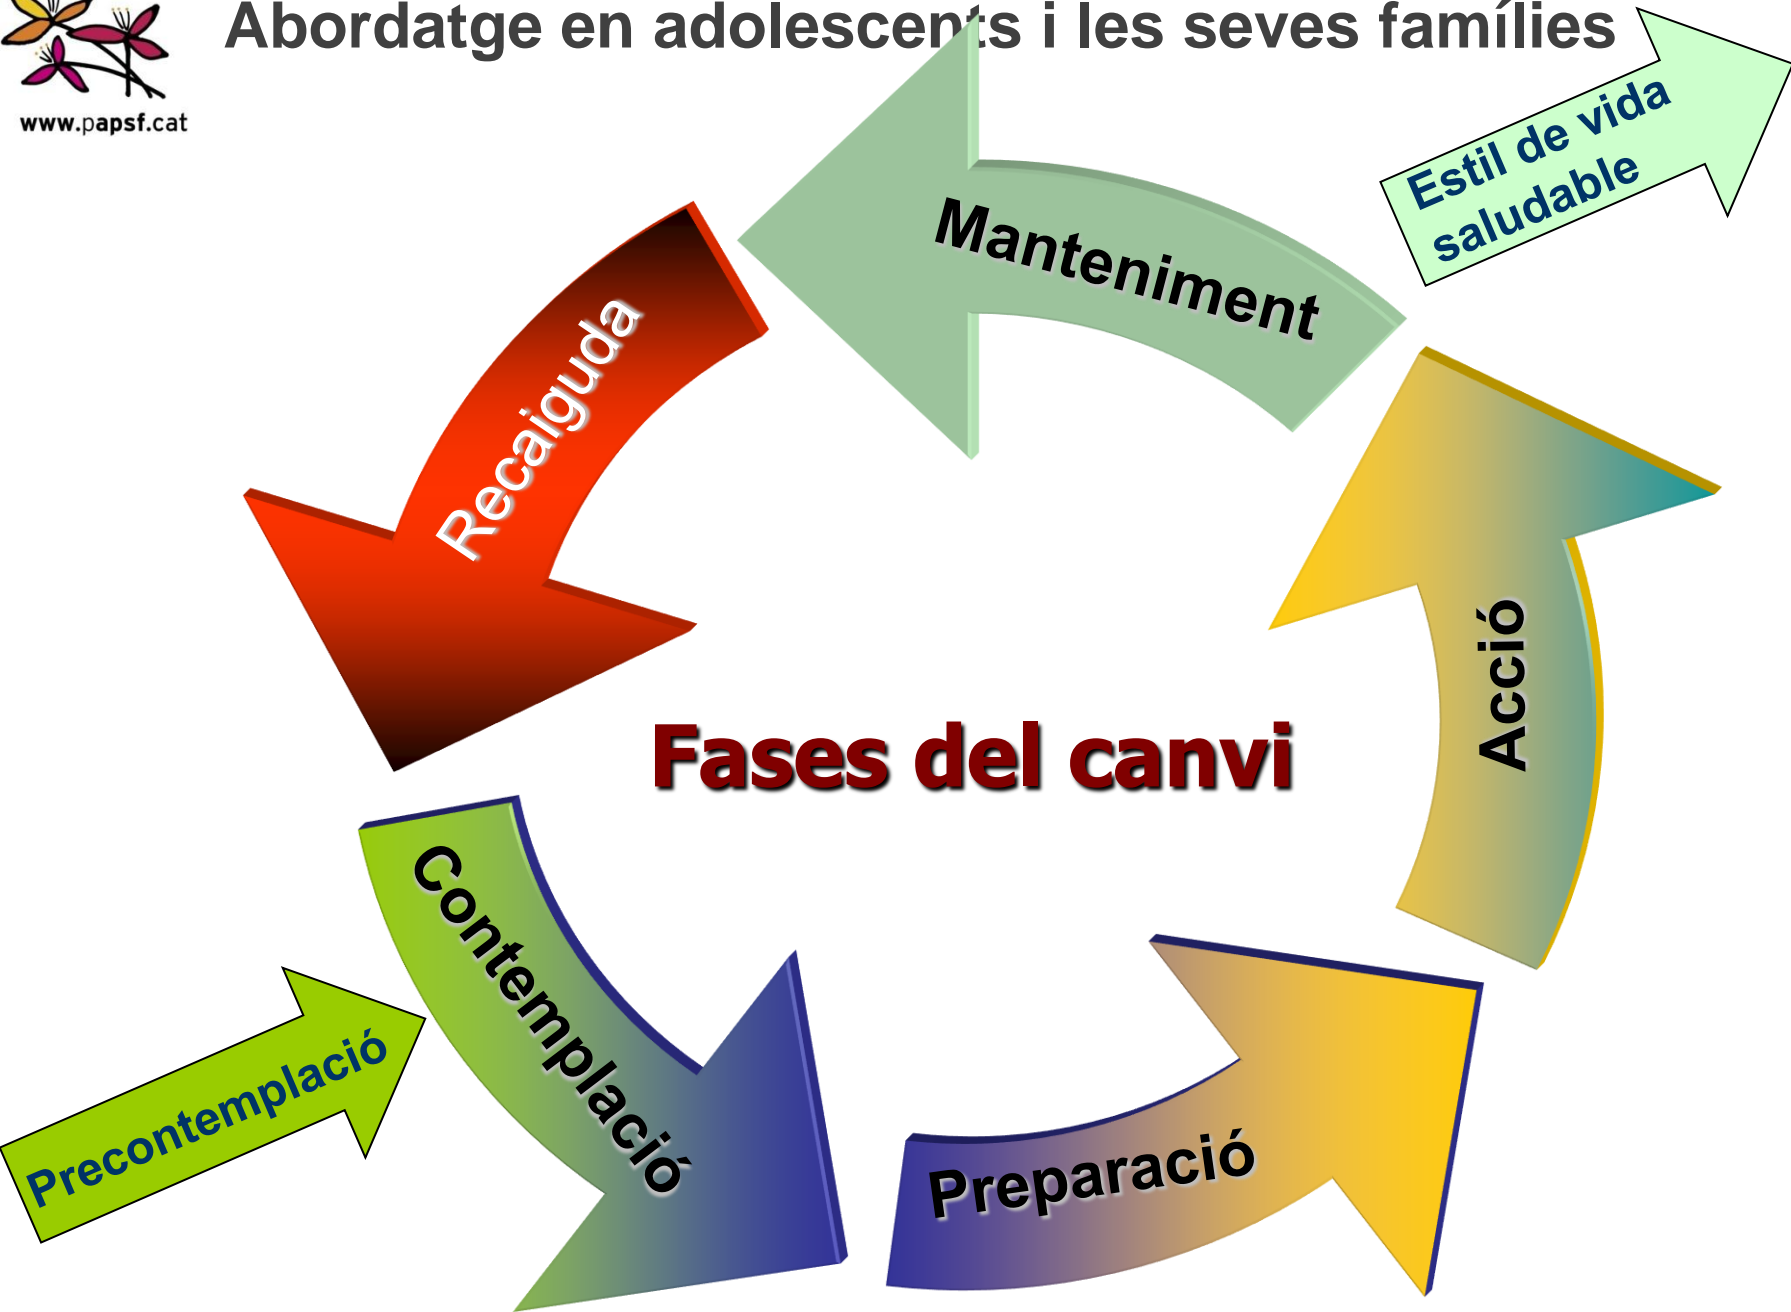 Abordatge en adolescents i les seves famílies
www.papsf.cat
Estil de vida
saludable
Manteniment
Recaiguda
Acció
Fases del canvi
Contemplació
Precontemplació
Preparació